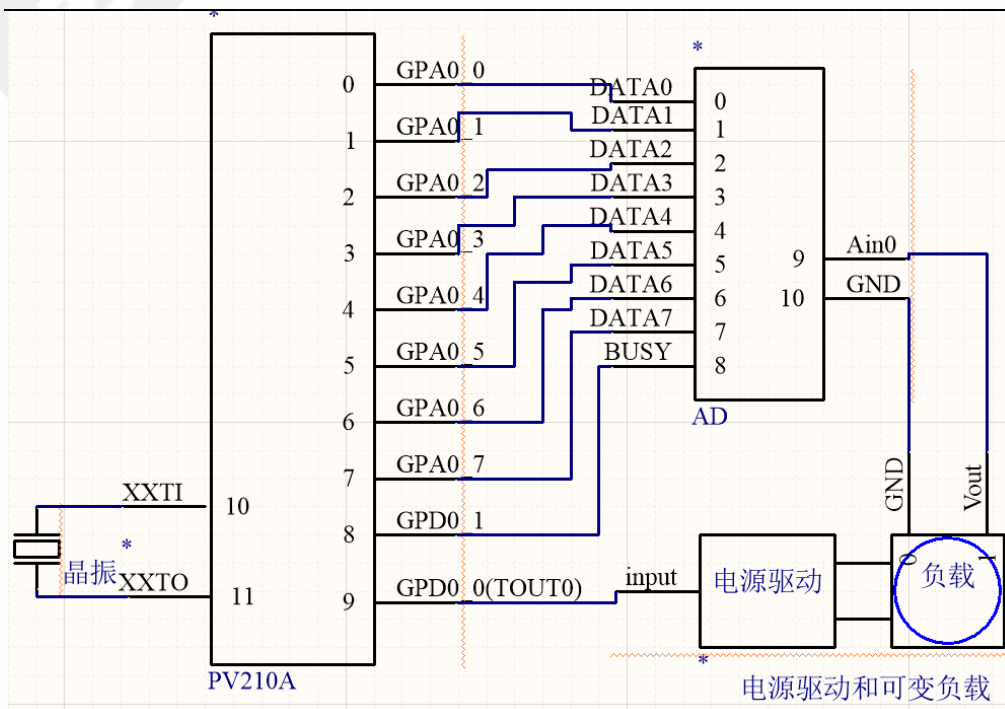 *
0 GPA0_0
1 GPA0_1
2 GPA0_2
3 GPA0_3
4 GPA0_4
5 GPA0_5
6 GPA0_6
7 GPA0_7
8 GPD0_1
9 GPD0_0(TOUT0)
XXTI 10
*
晶振
XXTO 11
PV210A
*
DATA0 0
DATA1 1
DATA2 2
DATA3 3
DATA4 4
DATA5 5
DATA6 6
DATA7 7
BUSY 8
9 Ain0
10 GND
AD
GND
Vout
0
1
input
电源驱动
负载
*
电源驱动和可变负载